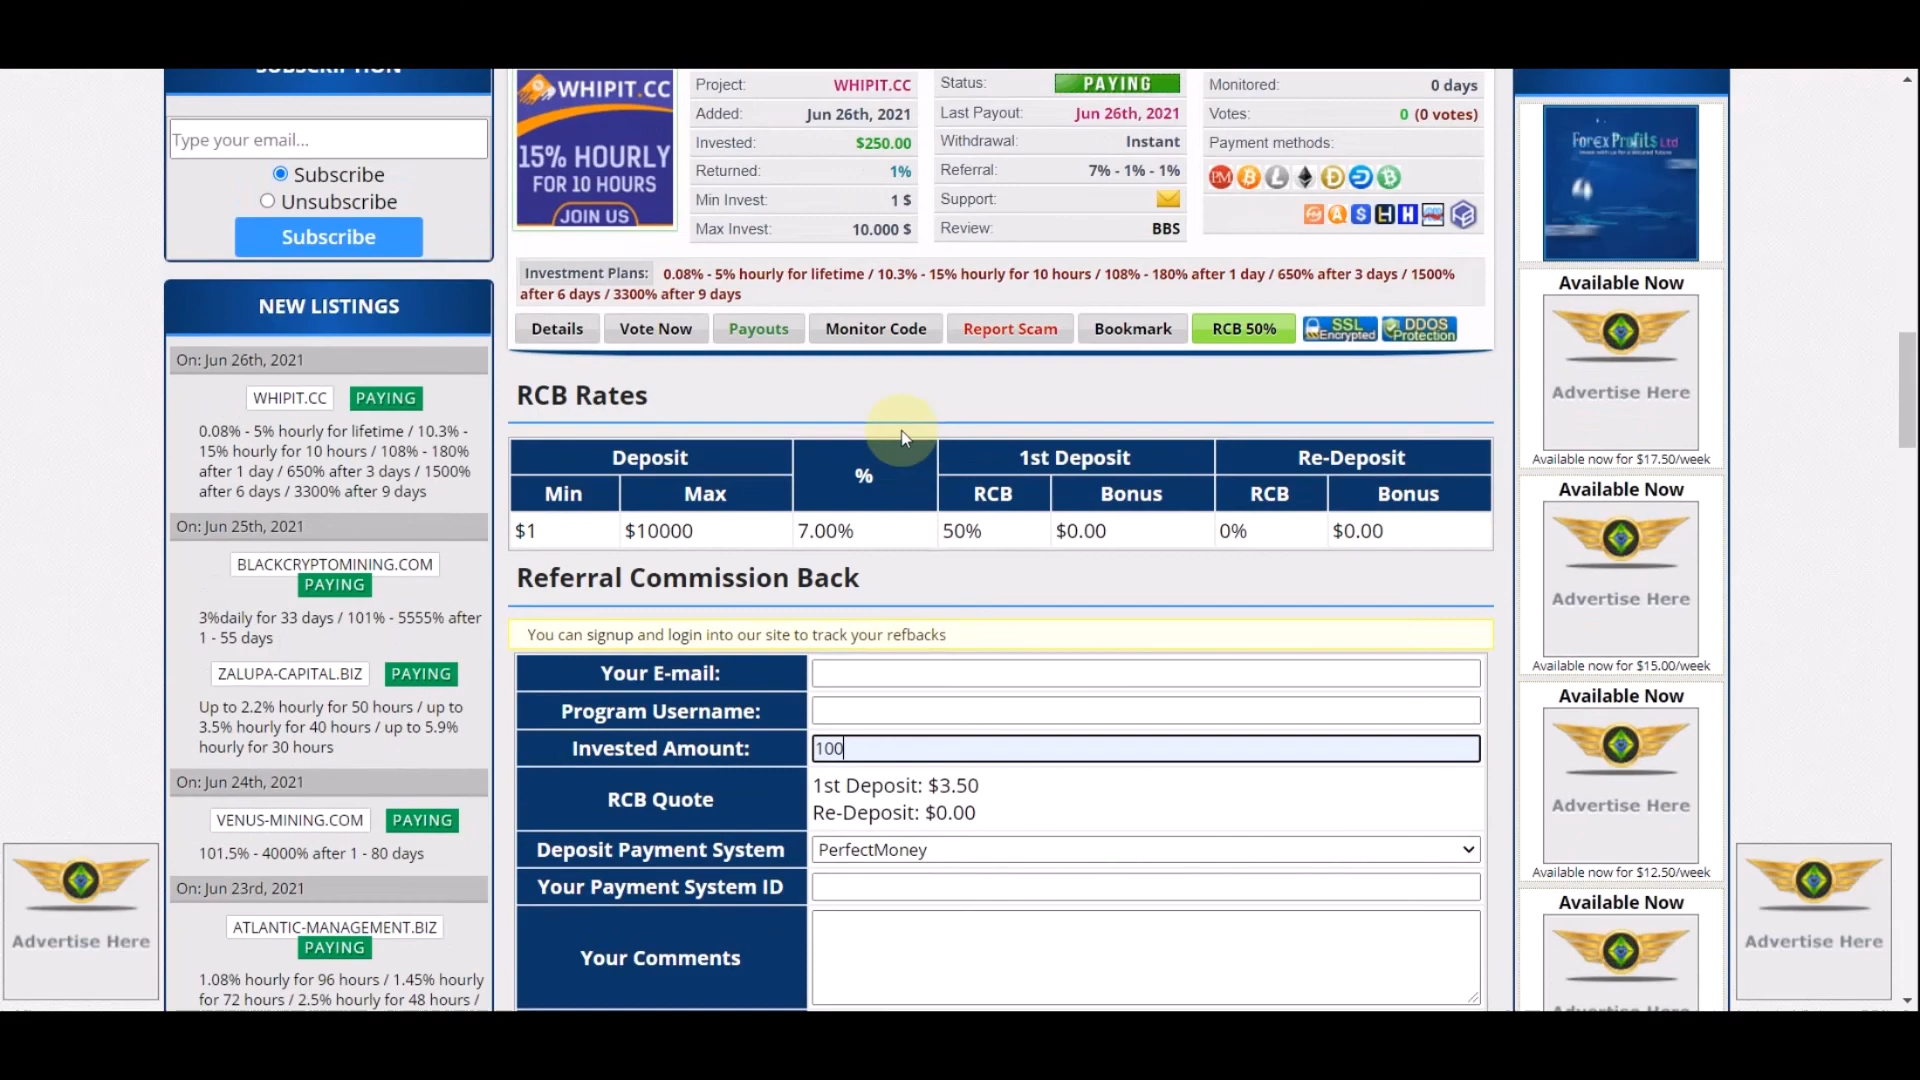 SUBSCRIPTION
Type your email...
Subscribe
Unsubscribe
Subscribe
NEW LISTINGS
On: Jun 26th, 2021
WHIPIT.CC PAYING
0.08% - 5% hourly for lifetime / 10.3% -
15% hourly for 10 hours / 108% - 180%
after 1 day / 650% after 3 days / 1500%
after 6 days / 3300% after 9 days
On: Jun 25th, 2021
BLACKCRYPTOMINING.COM
PAYING
3%daily for 33 days / 101% - 5555% after
1 - 55 days
ZALUPA-CAPITAL.BIZ PAYING
Up to 2.2% hourly for 50 hours / up to
3.5% hourly for 40 hours / up to 5.9%
hourly for 30 hours
On: Jun 24th, 2021
VENUS-MINING.COM PAYING
101.5% - 4000% after 1 - 80 days
On: Jun 23rd, 2021
ATLANTIC-MANAGEMENT.BIZ
PAYING
1.08% hourly for 96 hours / 1.45% hourly
for 72 hours / 2.5% hourly for 48 hours /
Advertise Here
WHIPIT.CC
15% HOURLY
FOR 10 HOURS
JOIN US
Project: WHIPIT.CC
Added: Jun 26th, 2021
Invested: $250.00
Returned: 1%
Min Invest: 1 $
Max Invest: 10.000 $
Status: PAYING
Last Payout: Jun 26th, 2021
Withdrawal: Instant
Referral: 7% - 1% - 1%
Support:
Review: BBS
Monitored: 0 days
Votes: 0 (0 votes)
Payment methods:
Investment Plans: 0.08% - 5% hourly for lifetime / 10.3% - 15% hourly for 10 hours / 108% - 180% after 1 day / 650% after 3 days / 1500%
after 6 days / 3300% after 9 days
Details Vote Now Payouts Monitor Code Report Scam Bookmark RCB 50% SSL Encrypted DDOS Protection
RCB Rates
Deposit % 1st Deposit Re-Deposit
Min Max RCB Bonus RCB Bonus
$1 $10000 7.00% 50% $0.00 0% $0.00
Referral Commission Back
You can signup and login into our site to track your refbacks
Your E-mail:
Program Username:
Invested Amount: 100
RCB Quote
1st Deposit: $3.50
Re-Deposit: $0.00
Deposit Payment System PerfectMoney
Your Payment System ID
Your Comments
ForexProfits Ltd
Available Now
Advertise Here
Available now for $17.50/week
Available Now
Advertise Here
Available now for $15.00/week
Available Now
Advertise Here
Available now for $12.50/week
Available Now
Advertise Here
Advertise Here